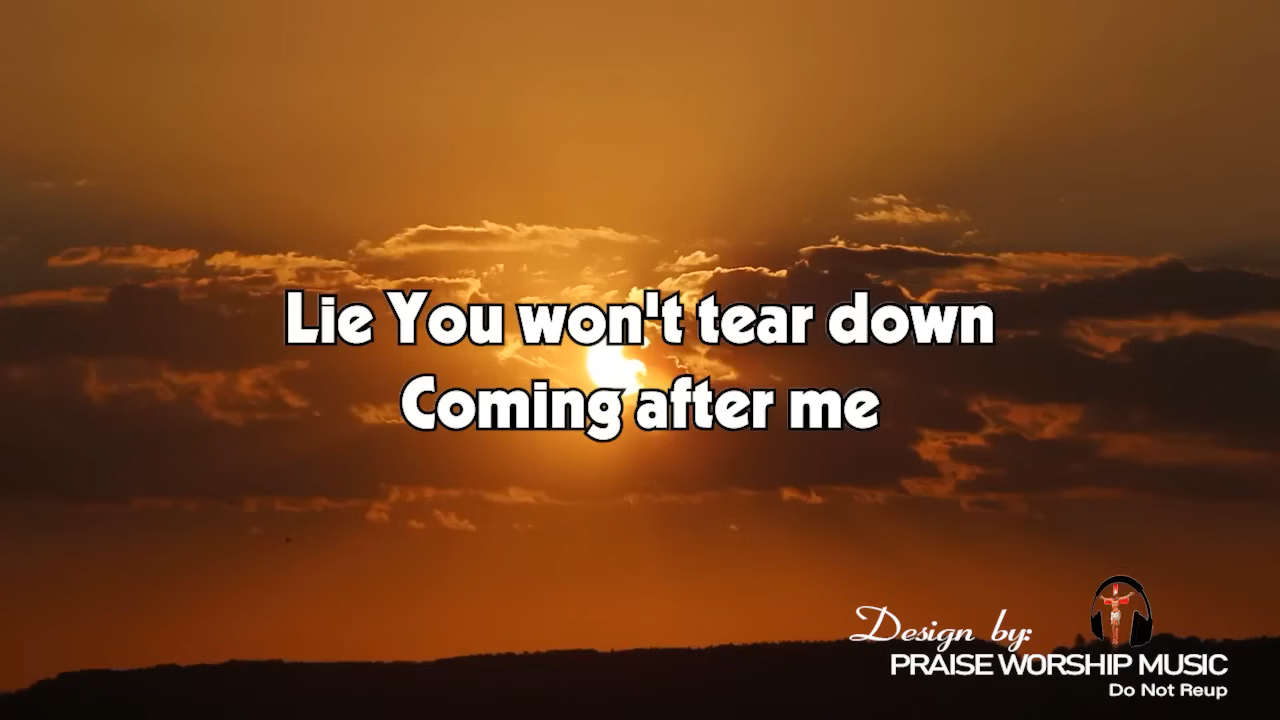 Lie You won't tear down
Coming after me
Design by:
PRAISE WORSHIP MUSIC
Do Not Reup